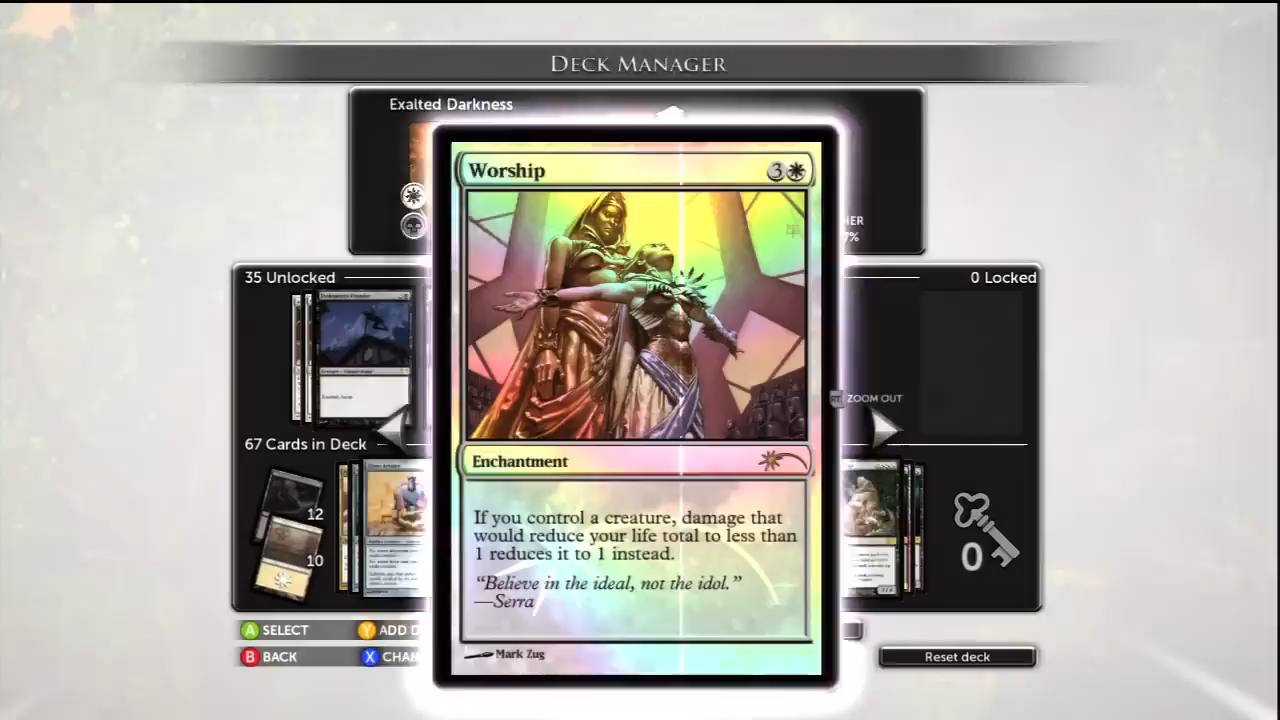 DECK MANAGER
Exalted Darkness
35 Unlocked
0 Locked
Worship
3
Enchantment
If you control a creature, damage that
would reduce your life total to less than
1 reduces it to 1 instead.
“Believe in the ideal, not the idol.”
—Serra
Mark Zug
ZOOM OUT
67 Cards in Deck
12
10
0
A SELECT
Y ADD D
B BACK
X CHAN
Reset deck